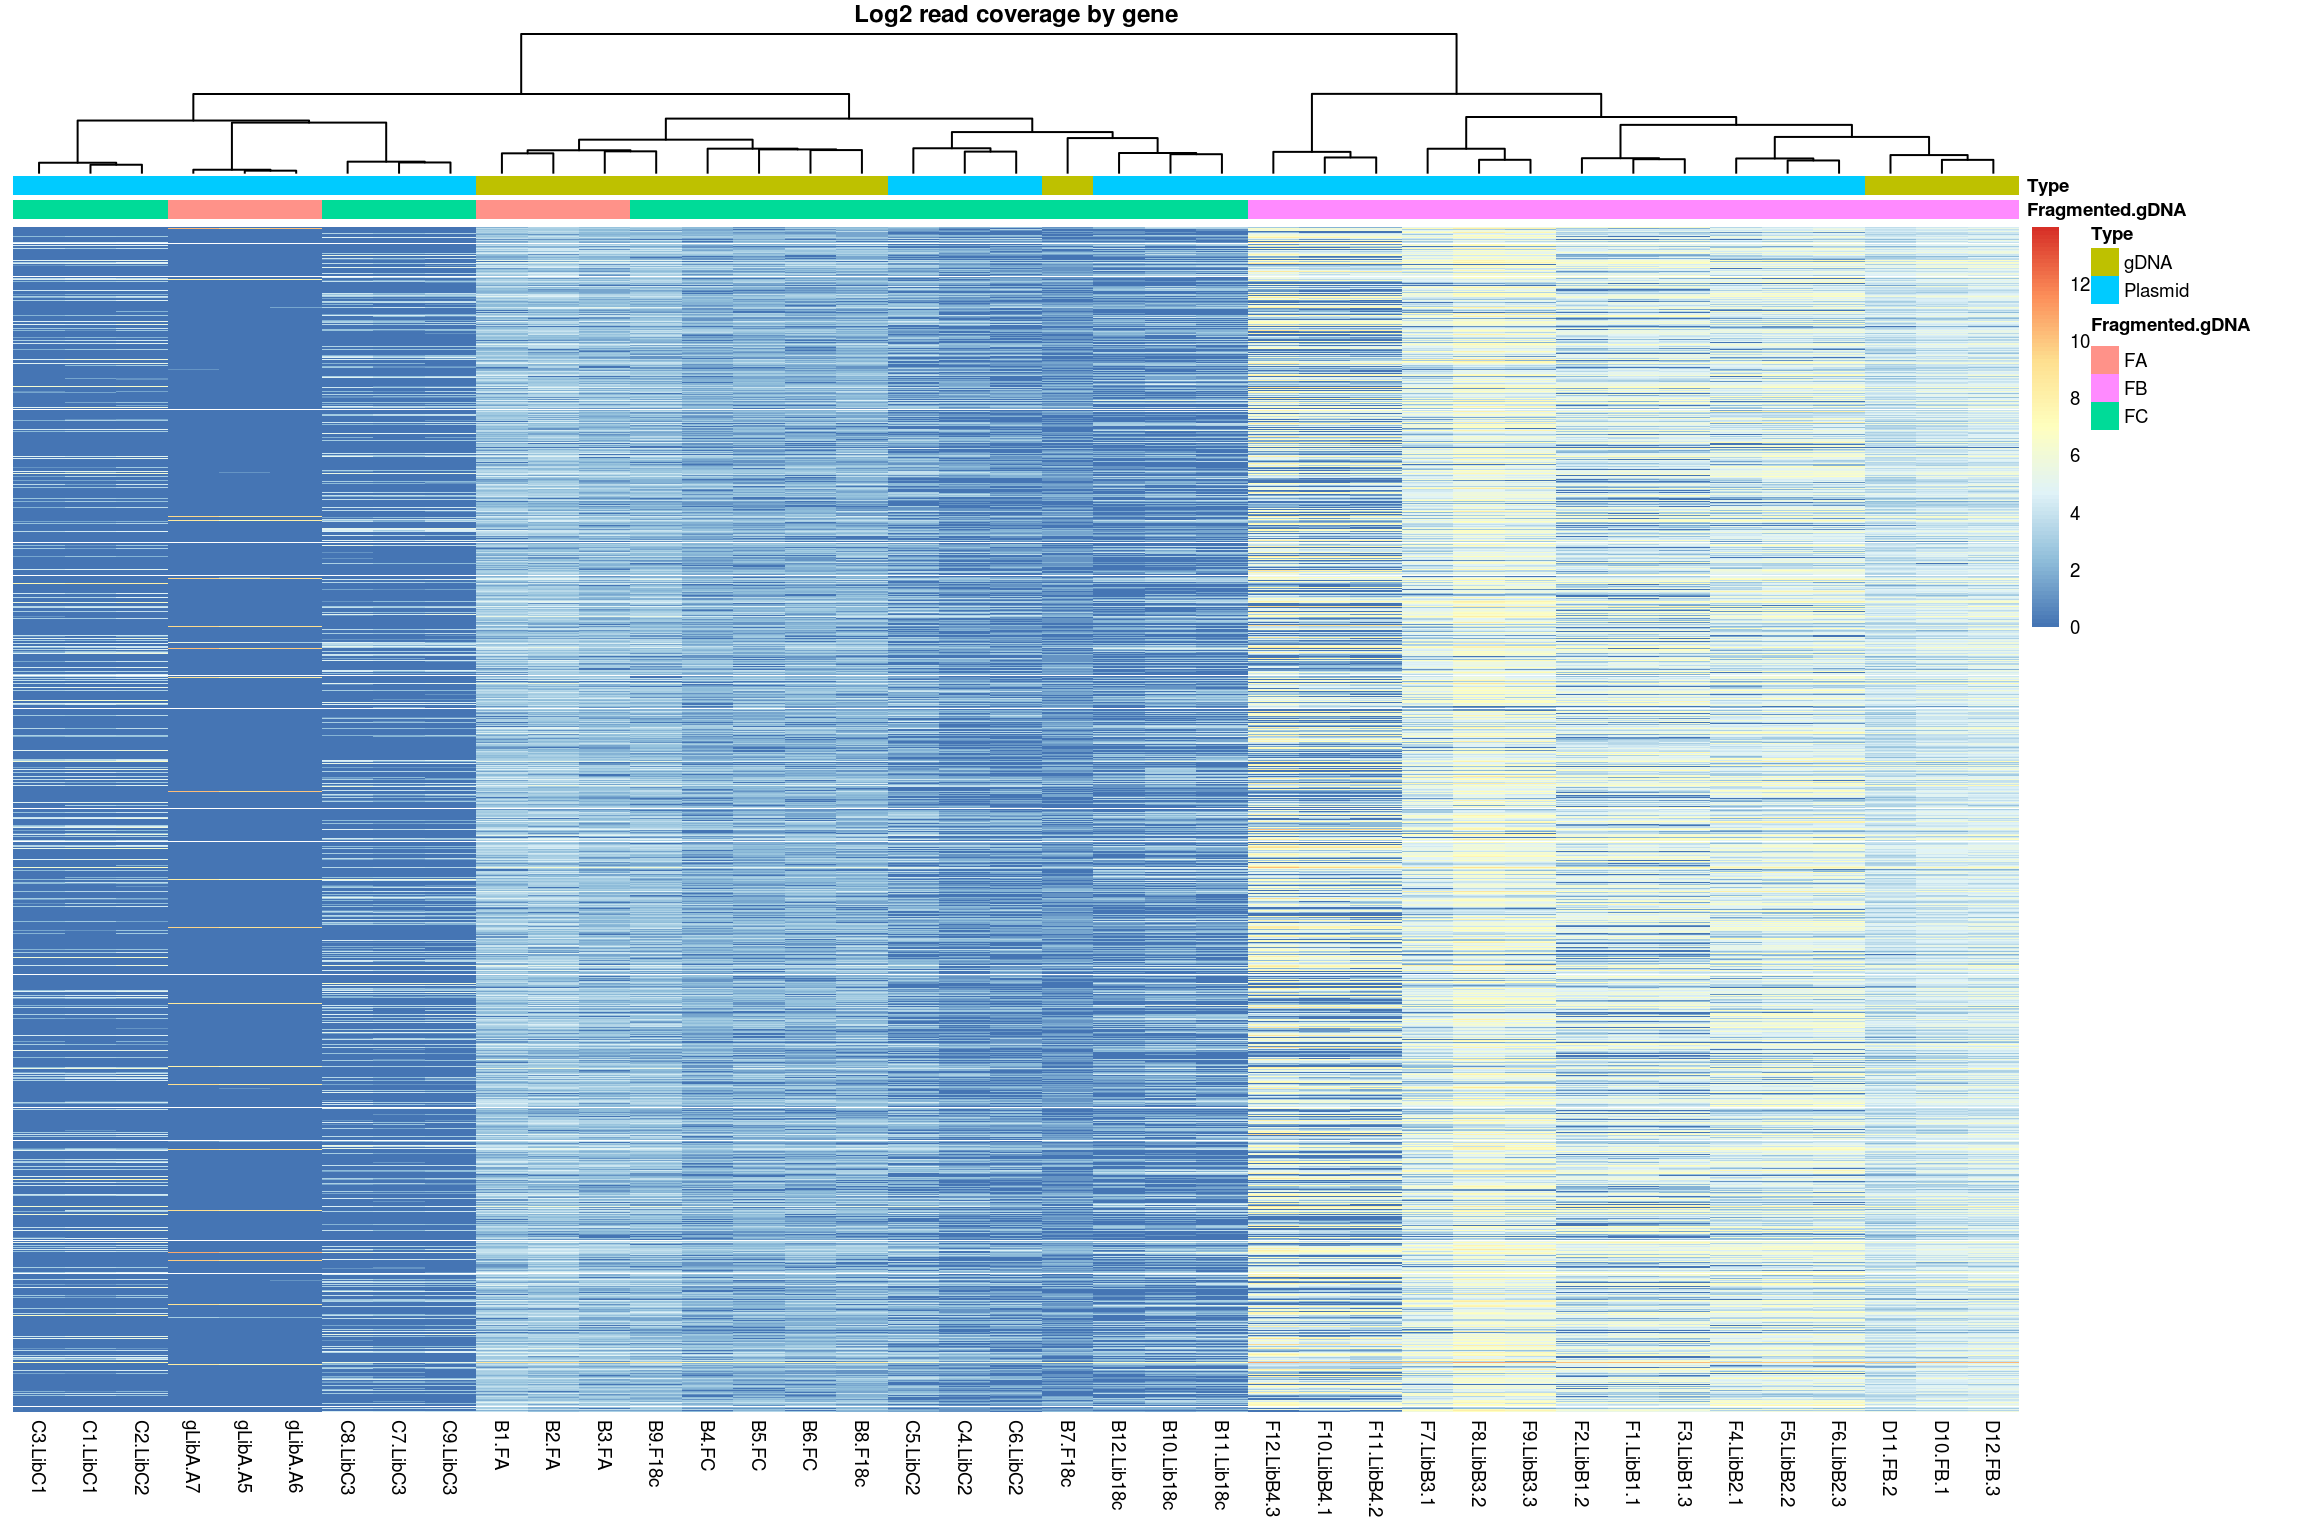 Log2 read coverage by gene
Type
Fragmented.gDNA
12
10
8
6
4
2
0
Type
gDNA
Plasmid
Fragmented.gDNA
FA
FB
FC
C3.LibC1
C1.LibC1
C2.LibC2
gLibA.A7
gLibA.A5
gLibA.A6
C8.LibC3
C7.LibC3
C9.LibC3
B1.FA
B2.FA
B3.FA
B9.F18c
B4.FC
B5.FC
B6.FC
B8.F18c
C5.LibC2
C4.LibC2
C6.LibC2
B7.F18c
B12.Lib18c
B10.Lib18c
B11.Lib18c
F12.LibB4.3
F10.LibB4.1
F11.LibB4.2
F7.LibB3.1
F8.LibB3.2
F9.LibB3.3
F2.LibB1.2
F1.LibB1.1
F3.LibB1.3
F4.LibB2.1
F5.LibB2.2
F6.LibB2.3
D11.FB.2
D10.FB.1
D12.FB.3